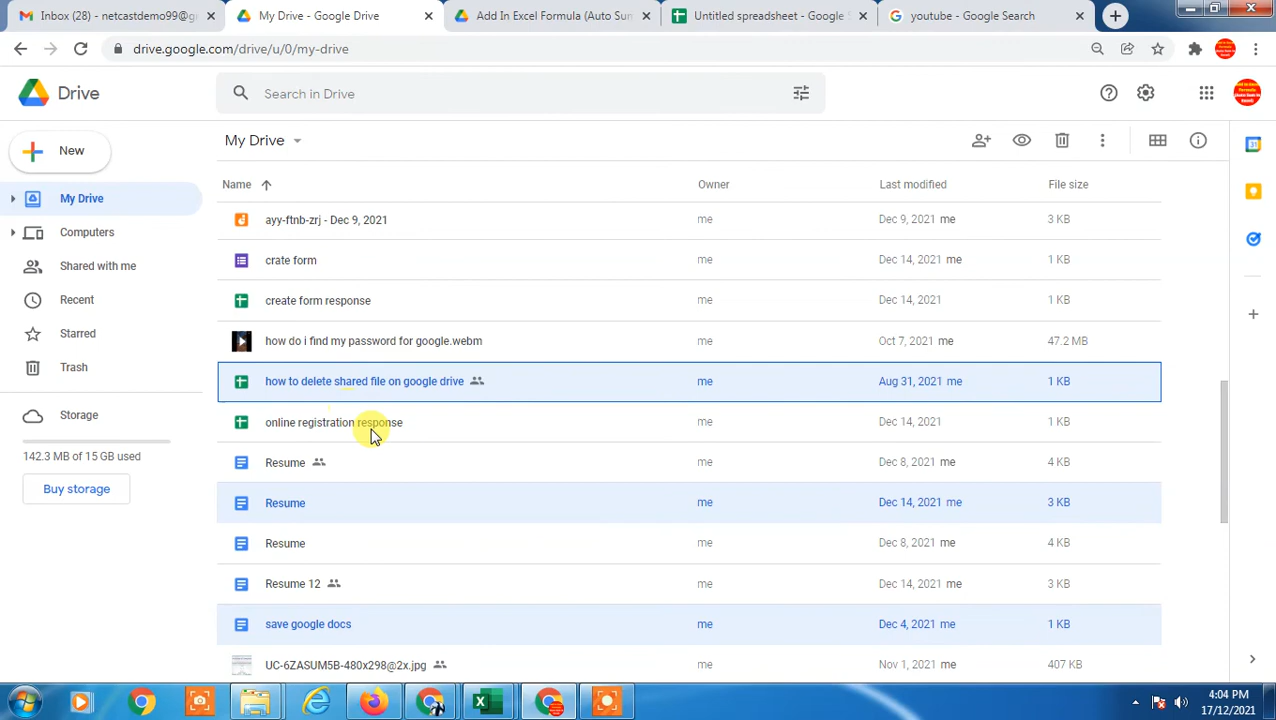 Inbox (28) - netcastdemo99@g
My Drive - Google Drive
Add In Excel Formula (Auto Sum
Untitled spreadsheet - Google
youtube - Google Search
drive.google.com/drive/u/0/my-drive
Drive
Search in Drive
New
My Drive
My Drive
Computers
Shared with me
Recent
Starred
Trash
Storage
142.3 MB of 15 GB used
Buy storage
Name Owner Last modified File size
ayy-ftnb-zrj - Dec 9, 2021 me Dec 9, 2021 me 3 KB
crate form me Dec 14, 2021 me 1 KB
create form response me Dec 14, 2021 1 KB
how do i find my password for google.webm me Oct 7, 2021 me 47.2 MB
how to delete shared file on google drive me Aug 31, 2021 me 1 KB
online registration response me Dec 14, 2021 1 KB
Resume me Dec 8, 2021 me 4 KB
Resume me Dec 14, 2021 me 3 KB
Resume me Dec 8, 2021 me 4 KB
Resume 12 me Dec 14, 2021 me 3 KB
save google docs me Dec 4, 2021 me 1 KB
UC-6ZASUM5B-480x298@2x.jpg me Nov 1, 2021 me 407 KB
4:04 PM
17/12/2021